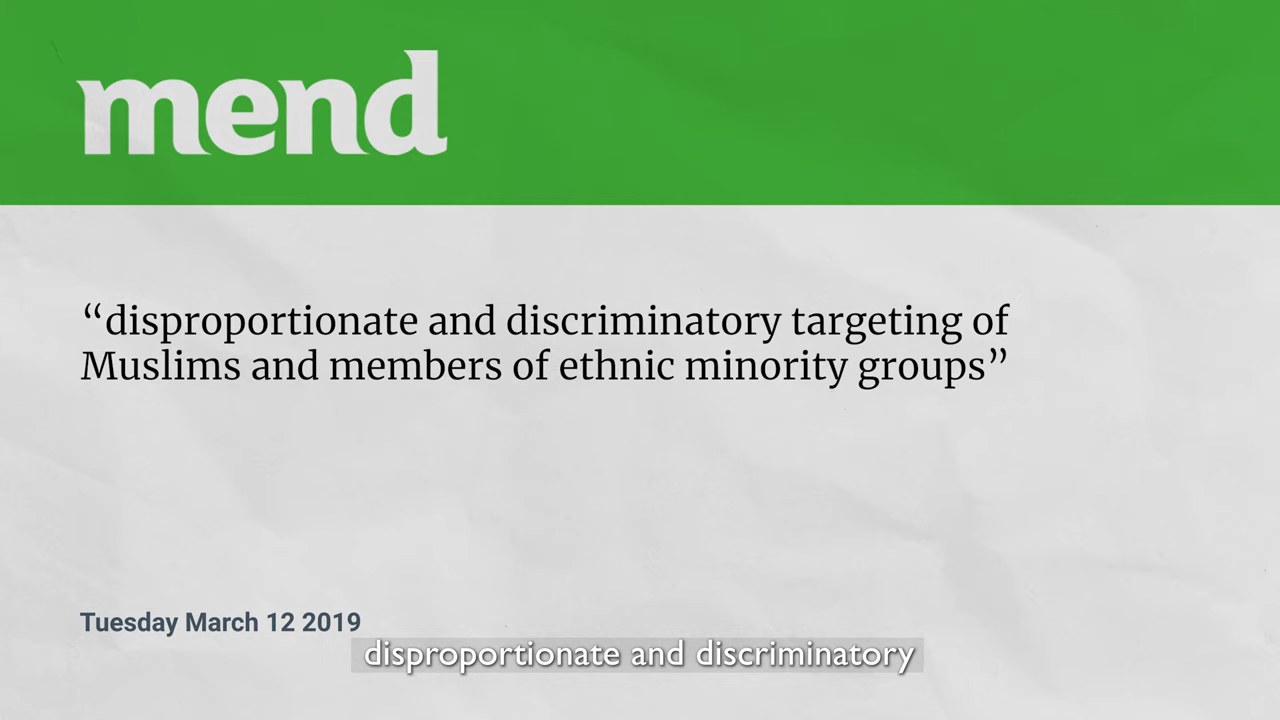 mend
“disproportionate and discriminatory targeting of
Muslims and members of ethnic minority groups”
Tuesday March 12 2019
disproportionate and discriminatory